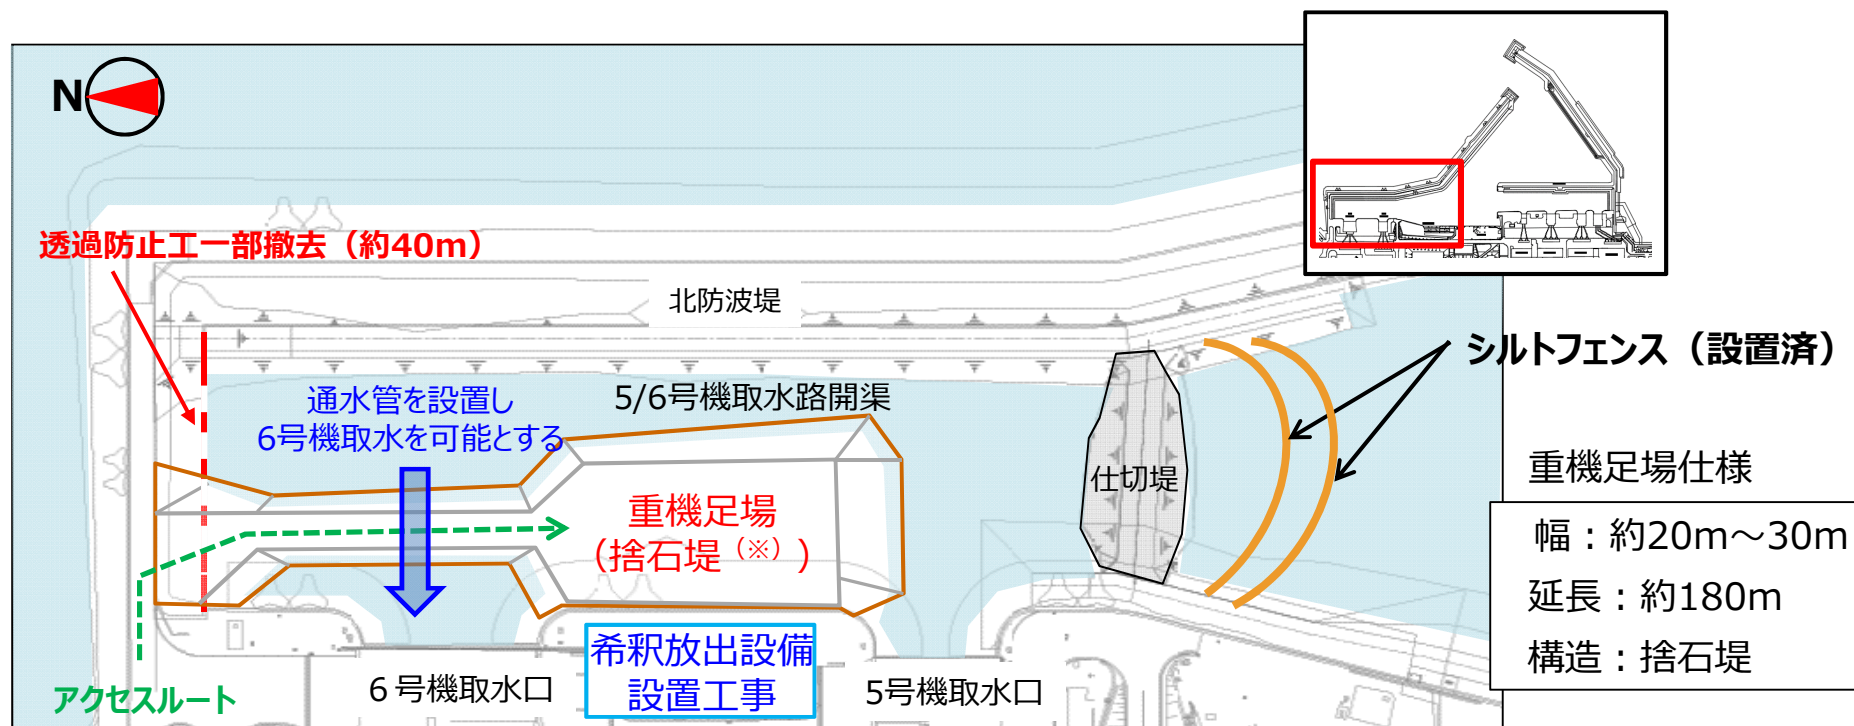 N
透過防止工一部撤去（約40m）
北防波堤
シルトフェンス（設置済）
通水管を設置し
6号機取水を可能とする
5/6号機取水路開渠
仕切堤
重機足場
（捨石堤（※））
重機足場仕様
幅：約20m～30m
延長：約180m
構造：捨石堤
アクセスルート
６号機取水口
希釈放出設備
設置工事
5号機取水口